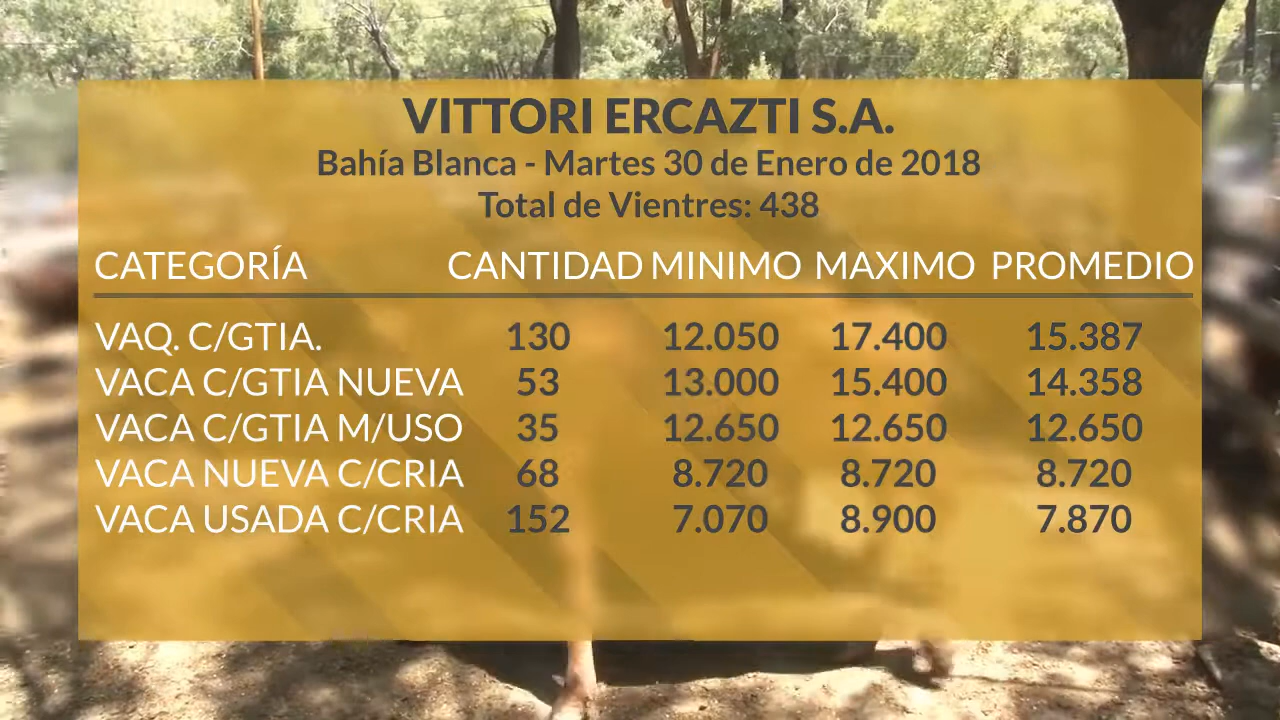 VITTORI ERCAZTI S.A.
Bahía Blanca - Martes 30 de Enero de 2018
Total de Vientres: 438
CATEGORÍA CANTIDAD MINIMO MAXIMO PROMEDIO
VAQ. C/GTIA. 130 12.050 17.400 15.387
VACA C/GTIA NUEVA 53 13.000 15.400 14.358
VACA C/GTIA M/USO 35 12.650 12.650 12.650
VACA NUEVA C/CRIA 68 8.720 8.720 8.720
VACA USADA C/CRIA 152 7.070 8.900 7.870